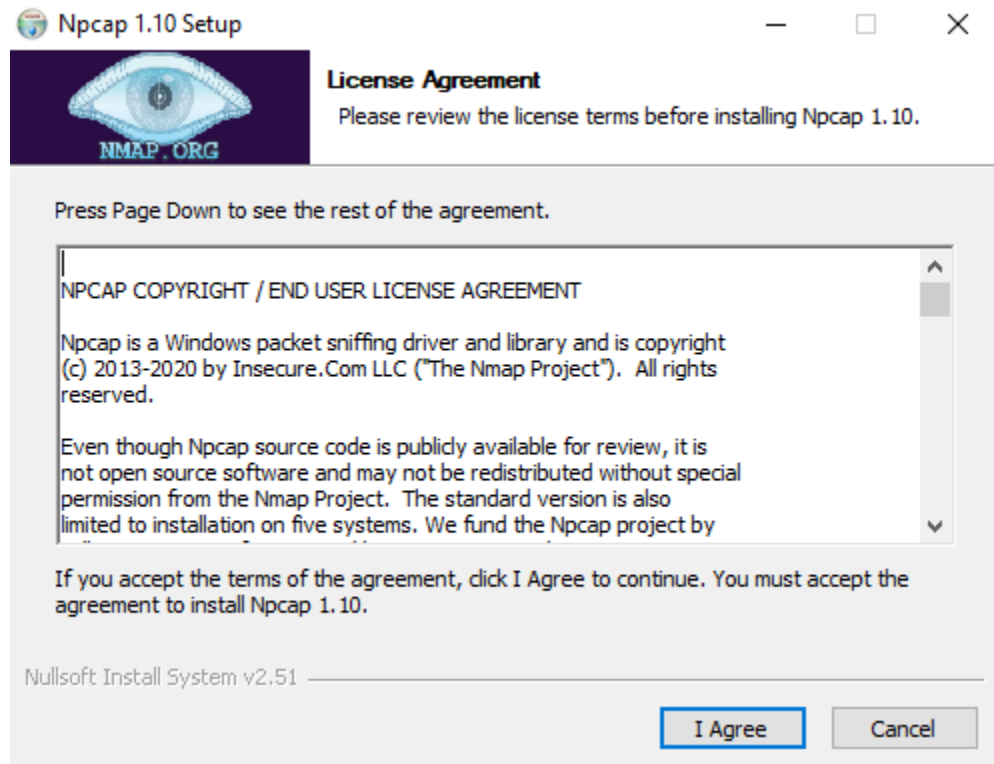 Npcap 1.10 Setup
NMAP.ORG
License Agreement
Please review the license terms before installing Npcap 1.10.
Press Page Down to see the rest of the agreement.
NPCAP COPYRIGHT / END USER LICENSE AGREEMENT
Npcap is a Windows packet sniffing driver and library and is copyright
(c) 2013-2020 by Insecure.Com LLC ("The Nmap Project").  All rights
reserved.
Even though Npcap source code is publicly available for review, it is
not open source software and may not be redistributed without special
permission from the Nmap Project.  The standard version is also
limited to installation on five systems. We fund the Npcap project by
If you accept the terms of the agreement, click I Agree to continue. You must accept the
agreement to install Npcap 1.10.
Nullsoft Install System v2.51
I Agree
Cancel